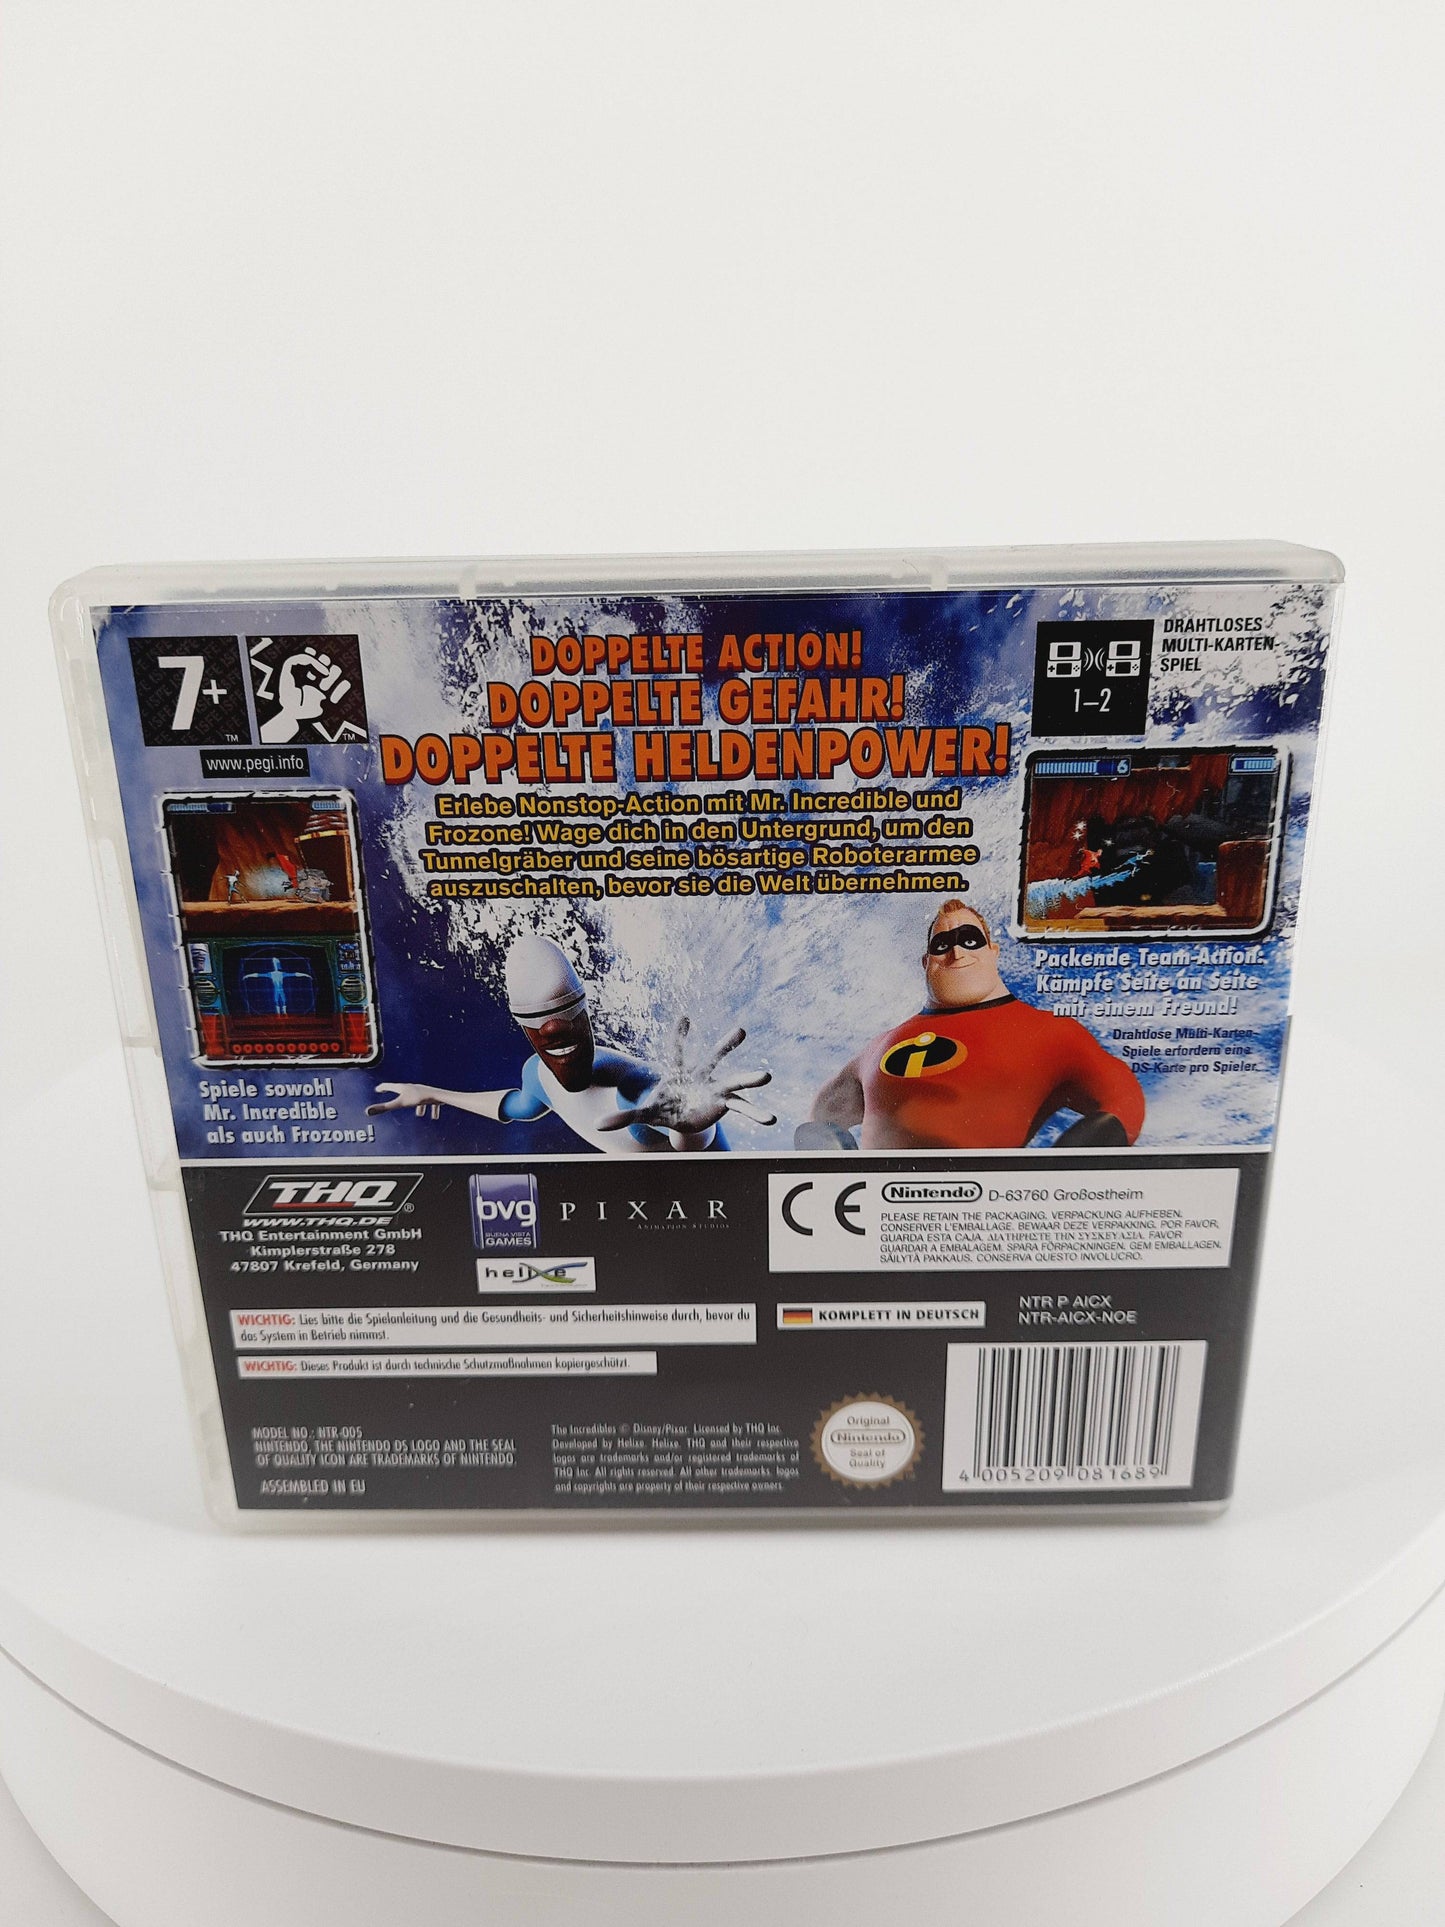 7+
www.pegi.info
DOPPELTE ACTION!
DOPPELTE GEFAHR!
DOPPELTE HELDENPOWER!
Erlebe Nonstop-Action mit Mr. Incredible und
Frozone! Wage dich in den Untergrund, um den
Tunnelgräber und seine bösartige Roboterarmee
auszuschalten, bevor sie die Welt übernehmen.
1–2
DRAHTLOSES
MULTI-KARTEN-
SPIEL
6
Packende Team-Action:
Kämpfe Seite an Seite
mit einem Freund!
Drahtlose Multi-Karten-
Spiele erfordern eine
DS-Karte pro Spieler.
Spiele sowohl
Mr. Incredible
als auch Frozone!
THQ®
WWW.THQ.DE
THQ Entertainment GmbH
Kimplerstraße 278
47807 Krefeld, Germany
bvg
BUENA VISTA
GAMES
PIXAR
ANIMATION STUDIOS
helixe
CE
Nintendo® D-63760 Großostheim
PLEASE RETAIN THE PACKAGING. VERPACKUNG AUFHEBEN.
CONSERVER L'EMBALLAGE. BEWAAR DEZE VERPAKKING. POR FAVOR,
GUARDA ESTA CAJA. ΔΙΑΤΗΡΗΣΤΕ ΤΗΝ ΣΥΣΚΕΥΑΣΙΑ. FAVOR
GUARDAR A EMBALAGEM. SPARA FÖRPACKNINGEN. GEM EMBALLAGEN.
SÄILYTÄ PAKKAUS. CONSERVA QUESTO INVOLUCRO.
WICHTIG: Lies bitte die Spielanleitung und die Gesundheits- und Sicherheitshinweise durch, bevor du
das System in Betrieb nimmst.
WICHTIG: Dieses Produkt ist durch technische Schutzmaßnahmen kopiergeschützt.
KOMPLETT IN DEUTSCH
NTR P AICX
NTR-AICX-NOE
MODEL NO.: NTR-005
NINTENDO, THE NINTENDO DS LOGO AND THE SEAL
OF QUALITY ICON ARE TRADEMARKS OF NINTENDO.
ASSEMBLED IN EU
The Incredibles © Disney/Pixar. Licensed by THQ Inc.
Developed by Helixe. Helixe, THQ and their respective
logos are trademarks and/or registered trademarks of
THQ Inc. All rights reserved. All other trademarks, logos
and copyrights are property of their respective owners.
Original
Nintendo
Seal of
Quality
4 005209 081689